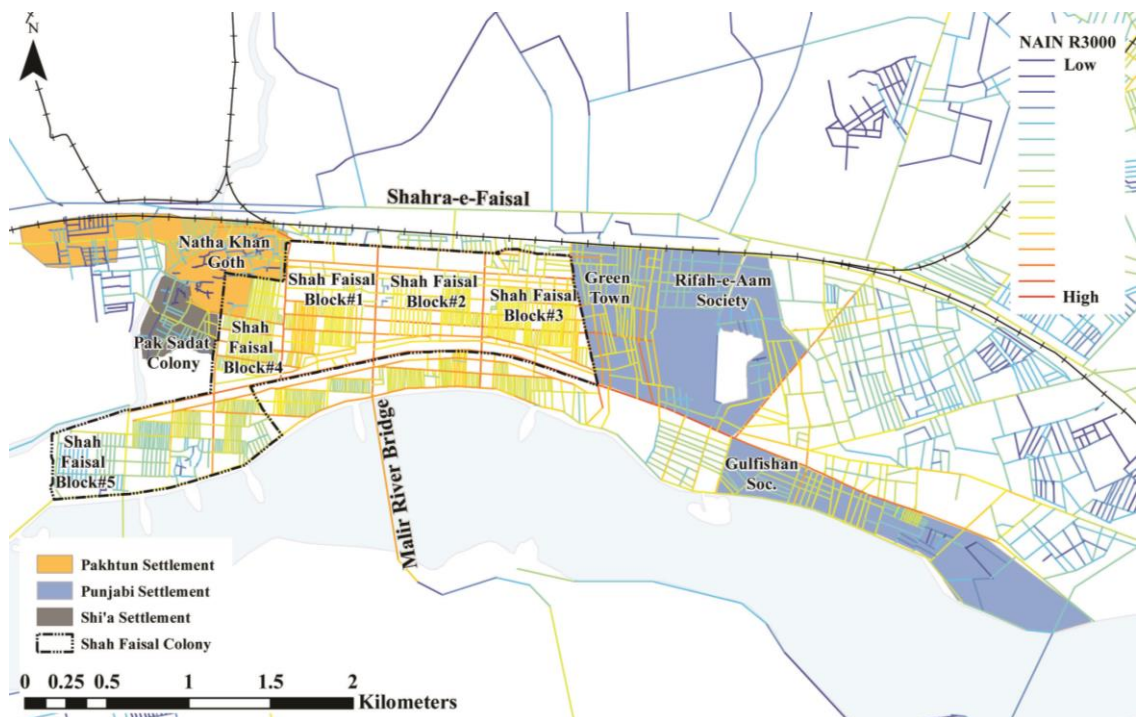 N
NAIN R3000
Low
High
Shahra-e-Faisal
Natha Khan
Goth
Shah Faisal
Block#1
Shah Faisal
Block#2
Shah Faisal
Block#3
Green
Town
Rifah-e-Aam
Society
Pak Sadat
Colony
Shah
Faisal
Block#4
Shah
Faisal
Block#5
Malir River Bridge
Gulfishan
Soc.
Pakhtun Settlement
Punjabi Settlement
Shi'a Settlement
Shah Faisal Colony
0 0.25 0.5 1 1.5 2
Kilometers